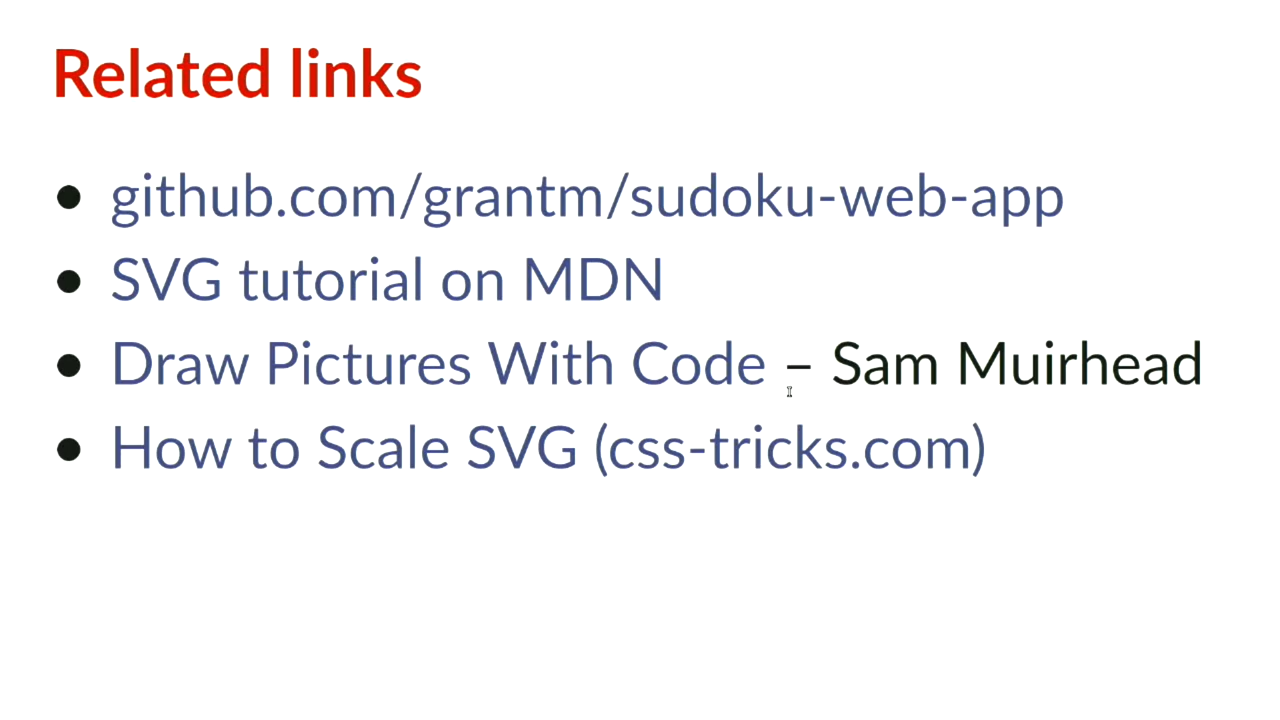 Related links
• github.com/grantm/sudoku-web-app
• SVG tutorial on MDN
• Draw Pictures With Code – Sam Muirhead
• How to Scale SVG (css-tricks.com)